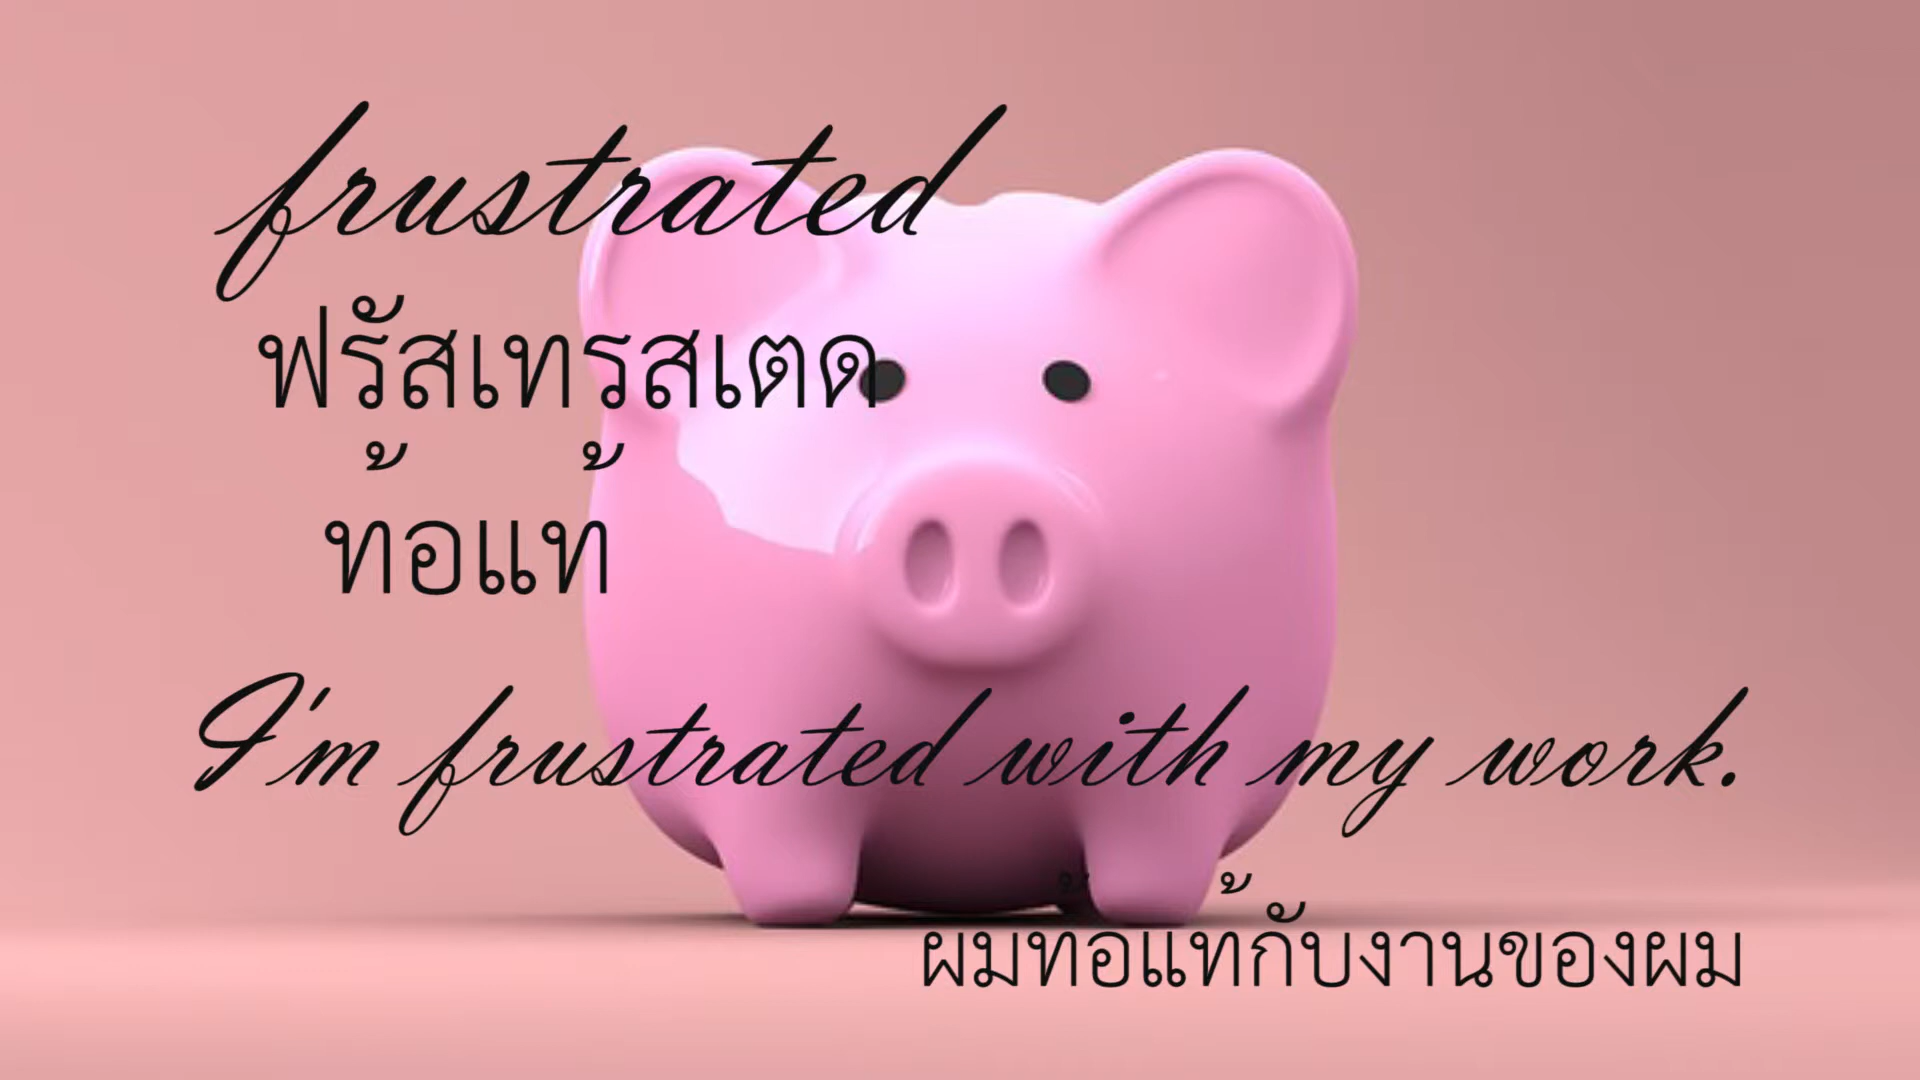 frustrated
ฟรัสเทรสเตด
ท้อแท้
I'm frustrated with my work.
ผมท้อแท้กับงานของผม